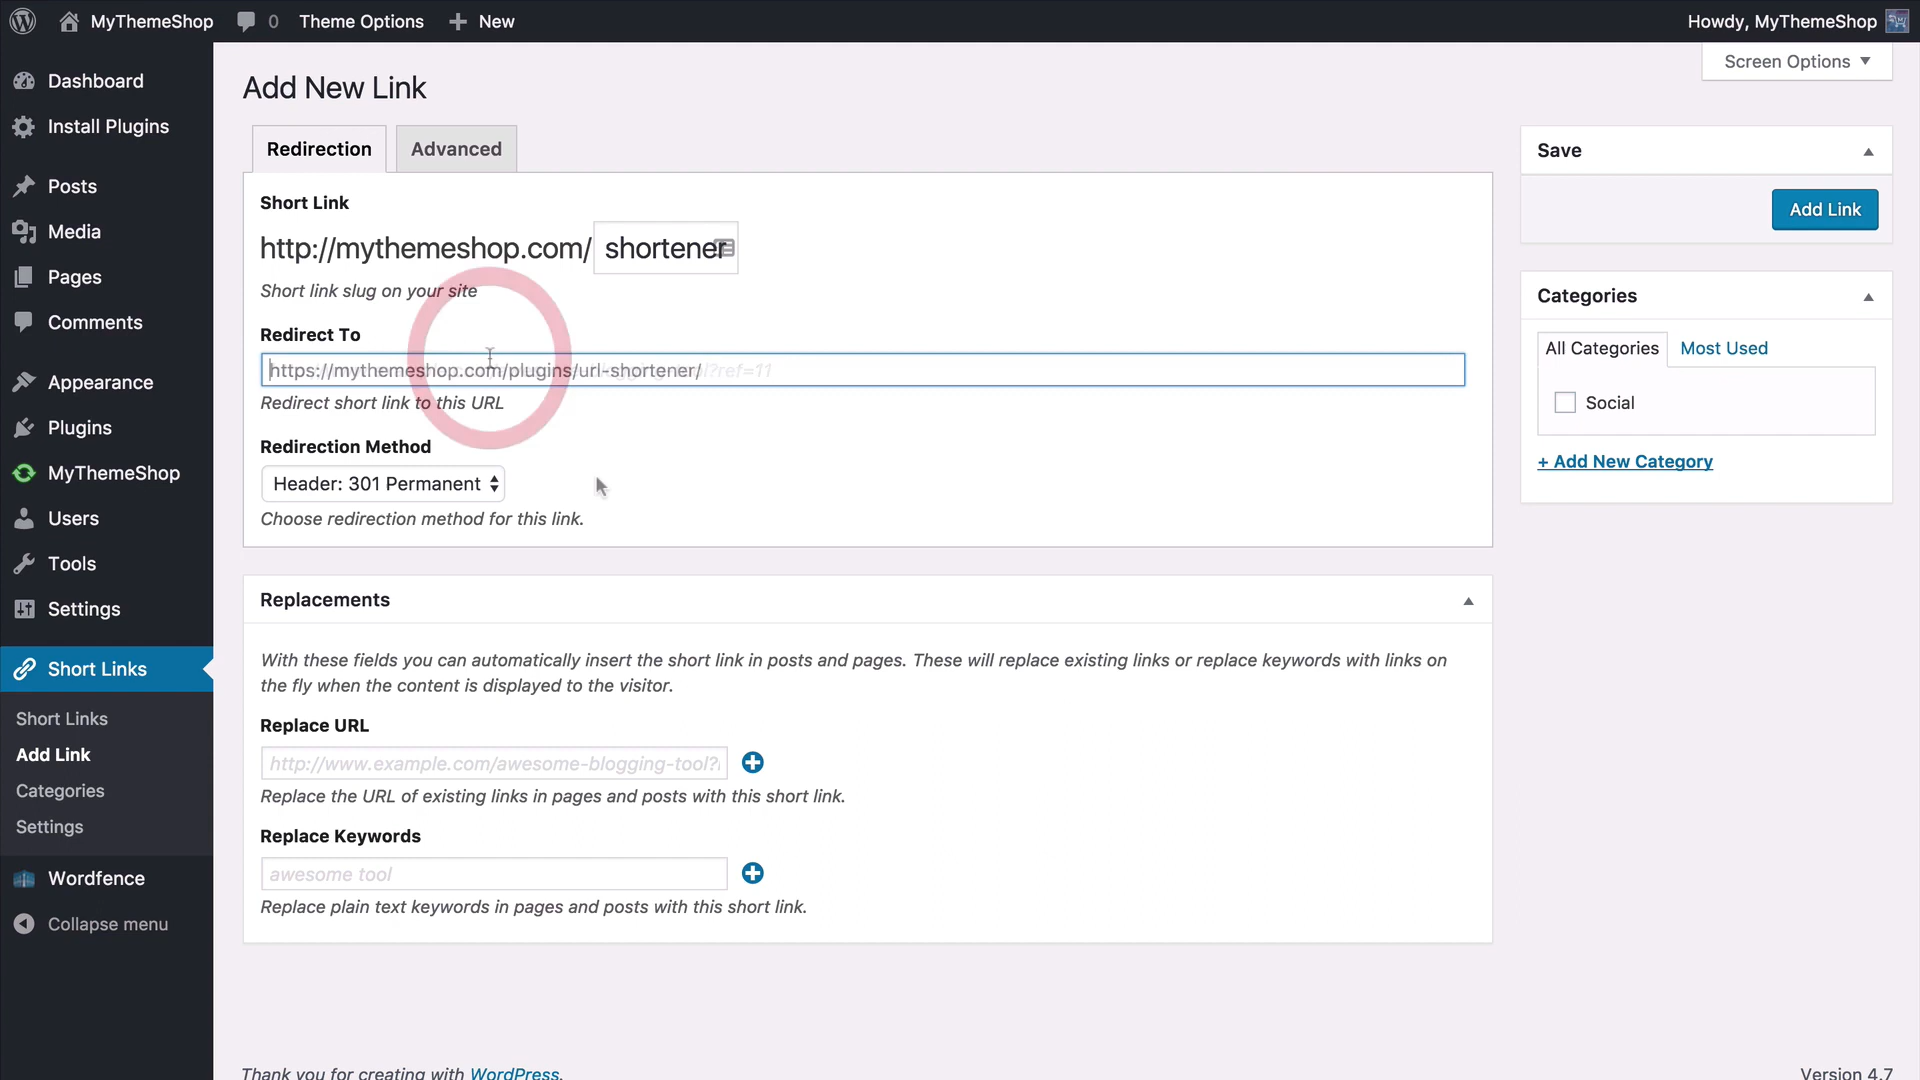 MyThemeShop 0 Theme Options New Howdy, MyThemeShop
Screen Options
Dashboard
Install Plugins
Posts
Media
Pages
Comments
Appearance
Plugins
MyThemeShop
Users
Tools
Settings
Short Links
Short Links
Add Link
Categories
Settings
Wordfence
Collapse menu
Add New Link
Redirection Advanced
Short Link
http://mythemeshop.com/ shortener
Short link slug on your site
Redirect To
https://mythemeshop.com/plugins/url-shortener/
Redirect short link to this URL
Redirection Method
Header: 301 Permanent
Choose redirection method for this link.
Replacements
With these fields you can automatically insert the short link in posts and pages. These will replace existing links or replace keywords with links on
the fly when the content is displayed to the visitor.
Replace URL
http://www.example.com/awesome-blogging-tool?
Replace the URL of existing links in pages and posts with this short link.
Replace Keywords
awesome tool
Replace plain text keywords in pages and posts with this short link.
Save
Add Link
Categories
All Categories Most Used
Social
+ Add New Category
Thank you for creating with WordPress.
Version 4.7